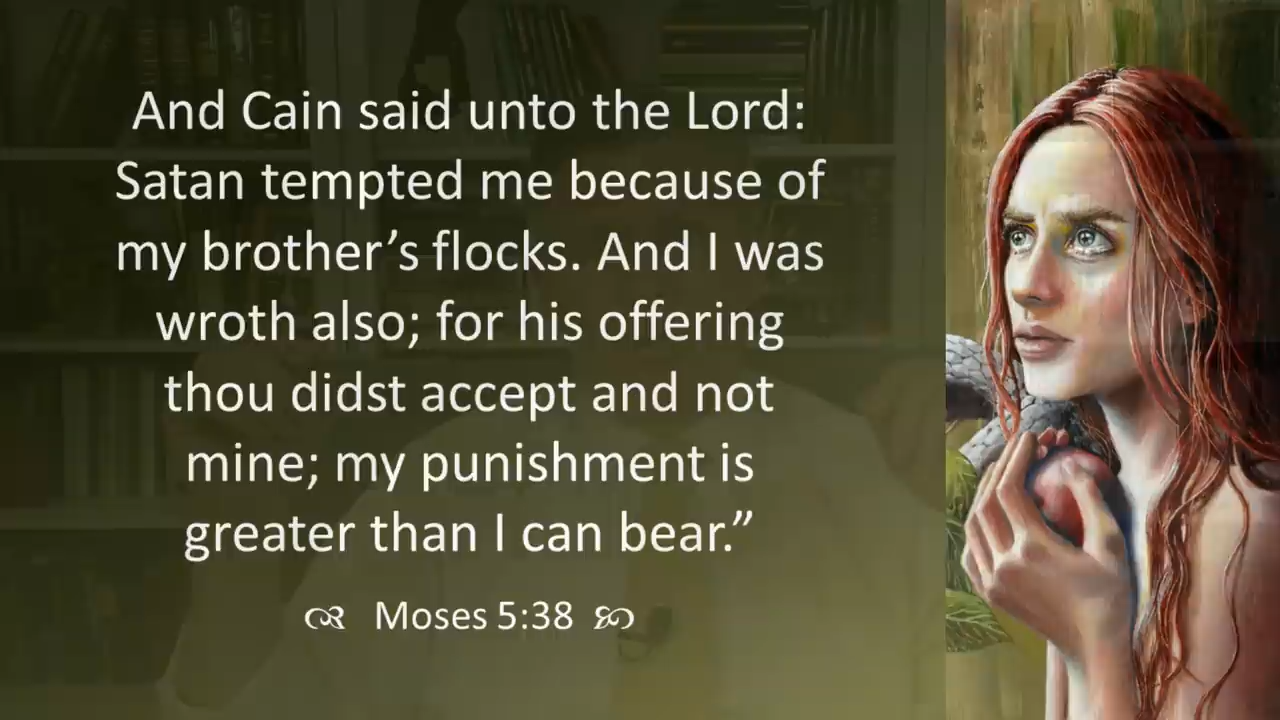 And Cain said unto the Lord:
Satan tempted me because of
my brother’s flocks. And I was
wroth also; for his offering
thou didst accept and not
mine; my punishment is
greater than I can bear.”
Moses 5:38